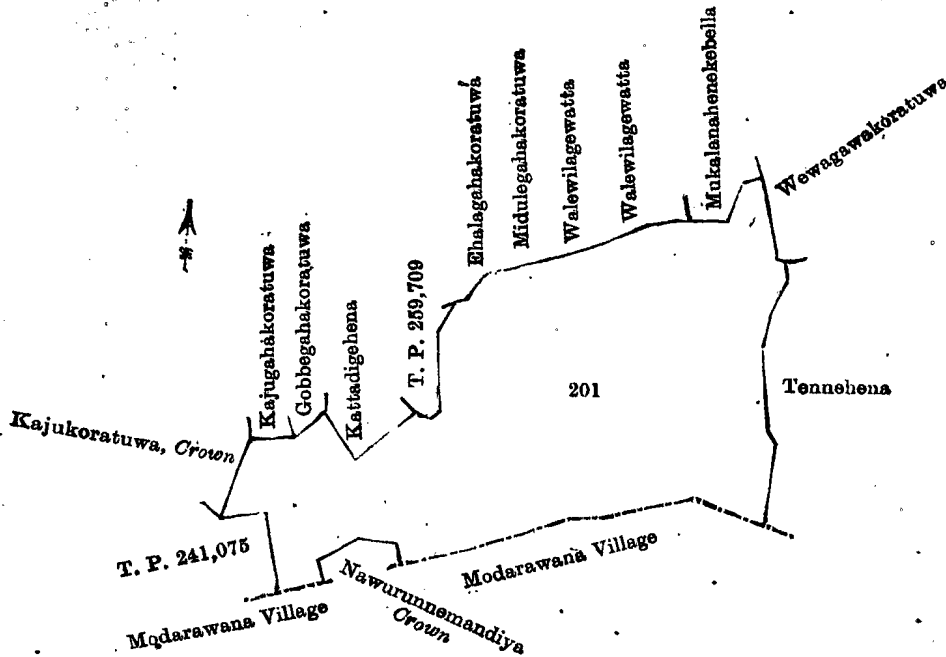 Ehalagahakoratuwa
Midulegahakoratuwa
Walewilagewatta
Walewilagewatta
Mukalanahenekebella
Wewagawakoratuwa
Kajugahakoratuwa
Gobbegahakoratuwa
Kattadigehena
T. P. 259,709
201
Tennehena
Kajukoratuwa, Crown
T. P. 241,075
Modarawana Village
Nawurunnemandiya
Crown
Modarawana Village